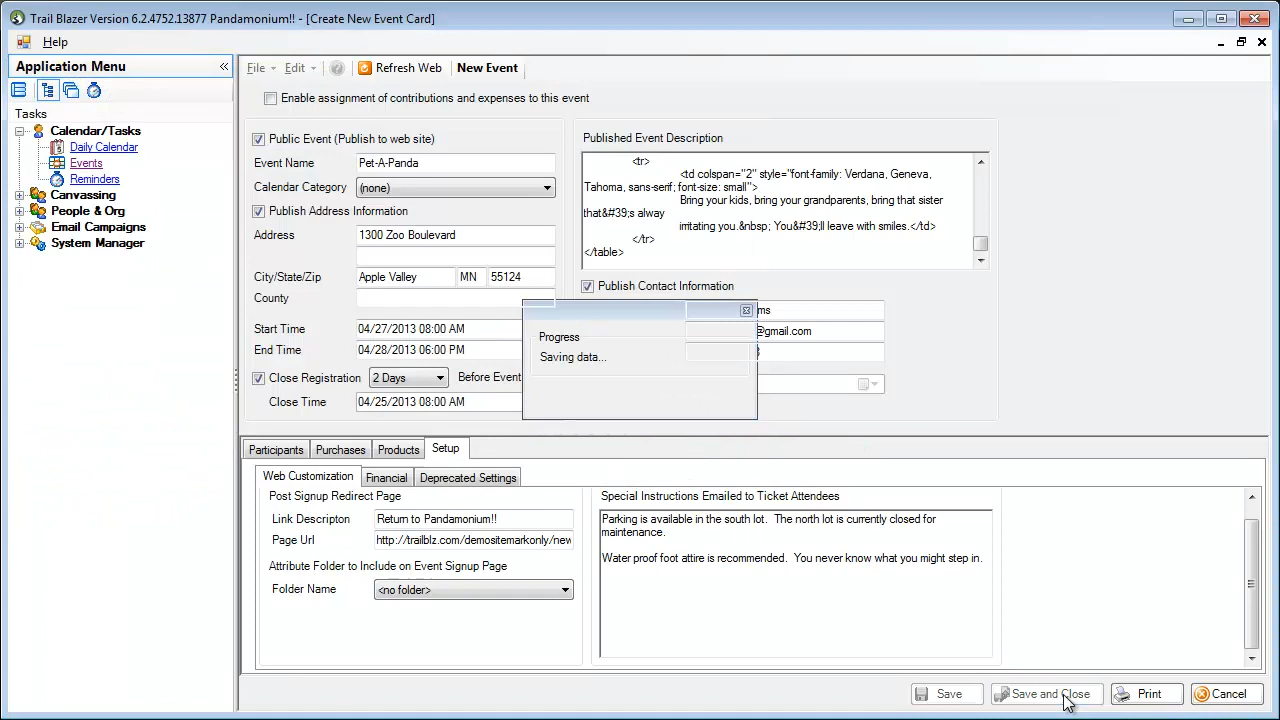 Trail Blazer Version 6.2.4752.13877 Pandamonium!! - [Create New Event Card]
Help
Application Menu
Tasks
Calendar/Tasks
Daily Calendar
Events
Reminders
Canvassing
People & Org
Email Campaigns
System Manager
File Edit Refresh Web New Event
Enable assignment of contributions and expenses to this event
Public Event (Publish to web site)
Event Name Pet-A-Panda
Calendar Category (none)
Publish Address Information
Address 1300 Zoo Boulevard
City/State/Zip Apple Valley MN 55124
County
Start Time 04/27/2013 08:00 AM
End Time 04/28/2013 06:00 PM
Close Registration 2 Days Before Event
Close Time 04/25/2013 08:00 AM
Published Event Description
<tr>
<td colspan="2" style="font-family: Verdana, Geneva,
Tahoma, sans-serif; font-size: small">
Bring your kids, bring your grandparents, bring that sister
that&#39;s alway
irritating you.&nbsp; You&#39;ll leave with smiles.</td>
</tr>
</table>
Publish Contact Information
ms
@gmail.com
Progress
Saving data...
Participants Purchases Products Setup
Web Customization Financial Deprecated Settings
Post Signup Redirect Page
Link Descripton Return to Pandamonium!!
Page Url http://trailblz.com/demositemarkonly/new
Attribute Folder to Include on Event Signup Page
Folder Name <no folder>
Special Instructions Emailed to Ticket Attendees
Parking is available in the south lot. The north lot is currently closed for
maintenance.
Water proof foot attire is recommended. You never know what you might step in.
Save Save and Close Print Cancel